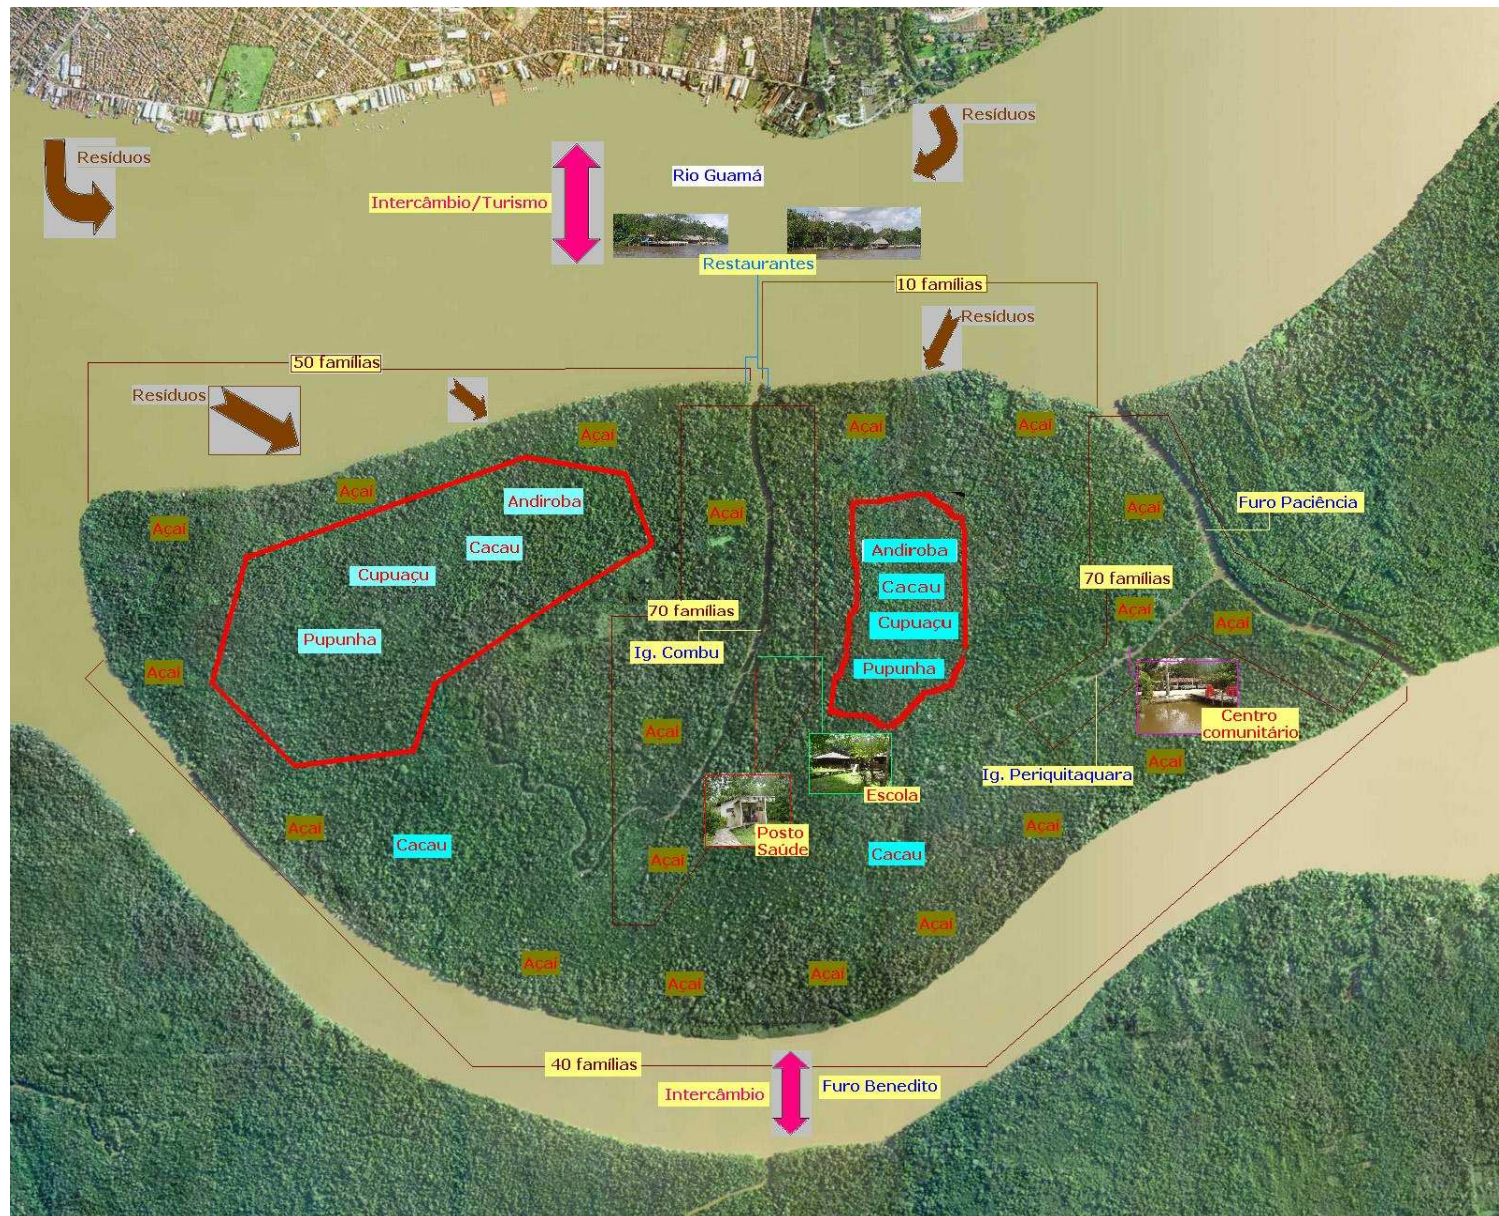 Resíduos
Resíduos
Rio Guamá
Intercâmbio/Turismo
Restaurantes
10 famílias
Resíduos
50 famílias
Resíduos
Açaí
Açaí
Açaí
Açaí
Andiroba
Açaí
Açaí
Furo Paciência
Açaí
Açaí
Cacau
Andiroba
Cupuaçu
Cacau
70 famílias
70 famílias
Açaí
Cupuaçu
Açaí
Pupunha
Ig. Combu
Pupunha
Açaí
Centro
comunitário
Açaí
Açaí
Ig. Periquitaquara
Escola
Açaí
Açaí
Posto
Saúde
Cacau
Cacau
Açaí
Açaí
Açaí
Açaí
Açaí
40 famílias
Furo Benedito
Intercâmbio